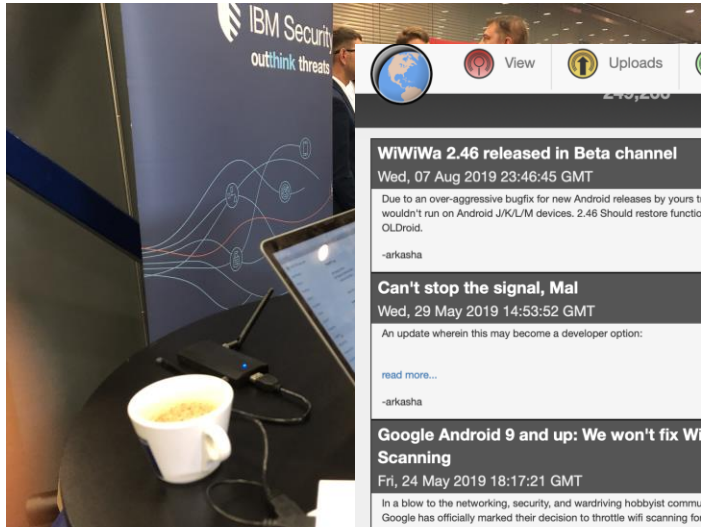 IBM Security
outthink threats
View
Uploads
249,266
WiWiWa 2.46 released in Beta channel
Wed, 07 Aug 2019 23:46:45 GMT
Due to an over-aggressive bugfix for new Android releases by yours
wouldn't run on Android J/K/L/M devices. 2.46 Should restore
OLDroid.
-arkasha
Can't stop the signal, Mal
Wed, 29 May 2019 14:53:52 GMT
An update wherein this may become a developer option:
read more...
-arkasha
Google Android 9 and up: We won't fix
Scanning
Fri, 24 May 2019 18:17:21 GMT
In a blow to the networking, security, and wardriving hobbyist
Google has officially marked their decision to throttle wifi scanning for